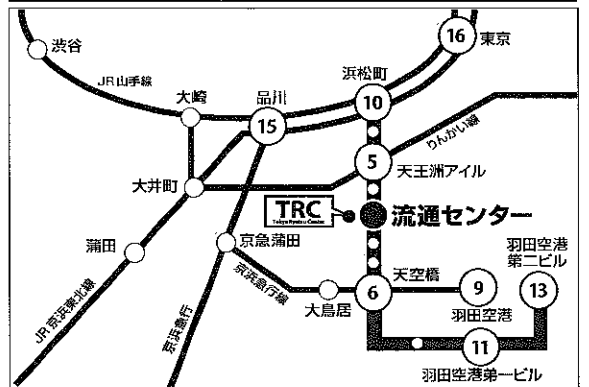 16
東京
渋谷
浜松町
JR山手線
大崎
品川
10
15
りんかい線
5
天王洲アイル
大井町
TRC
Tokyo Ryutsu Center
流通センター
蒲田
京急蒲田
羽田空港
第二ビル
天空橋
京浜急行線
6
9
13
大鳥居
羽田空港
JR京浜東北線
京浜急行
11
羽田空港第一ビル